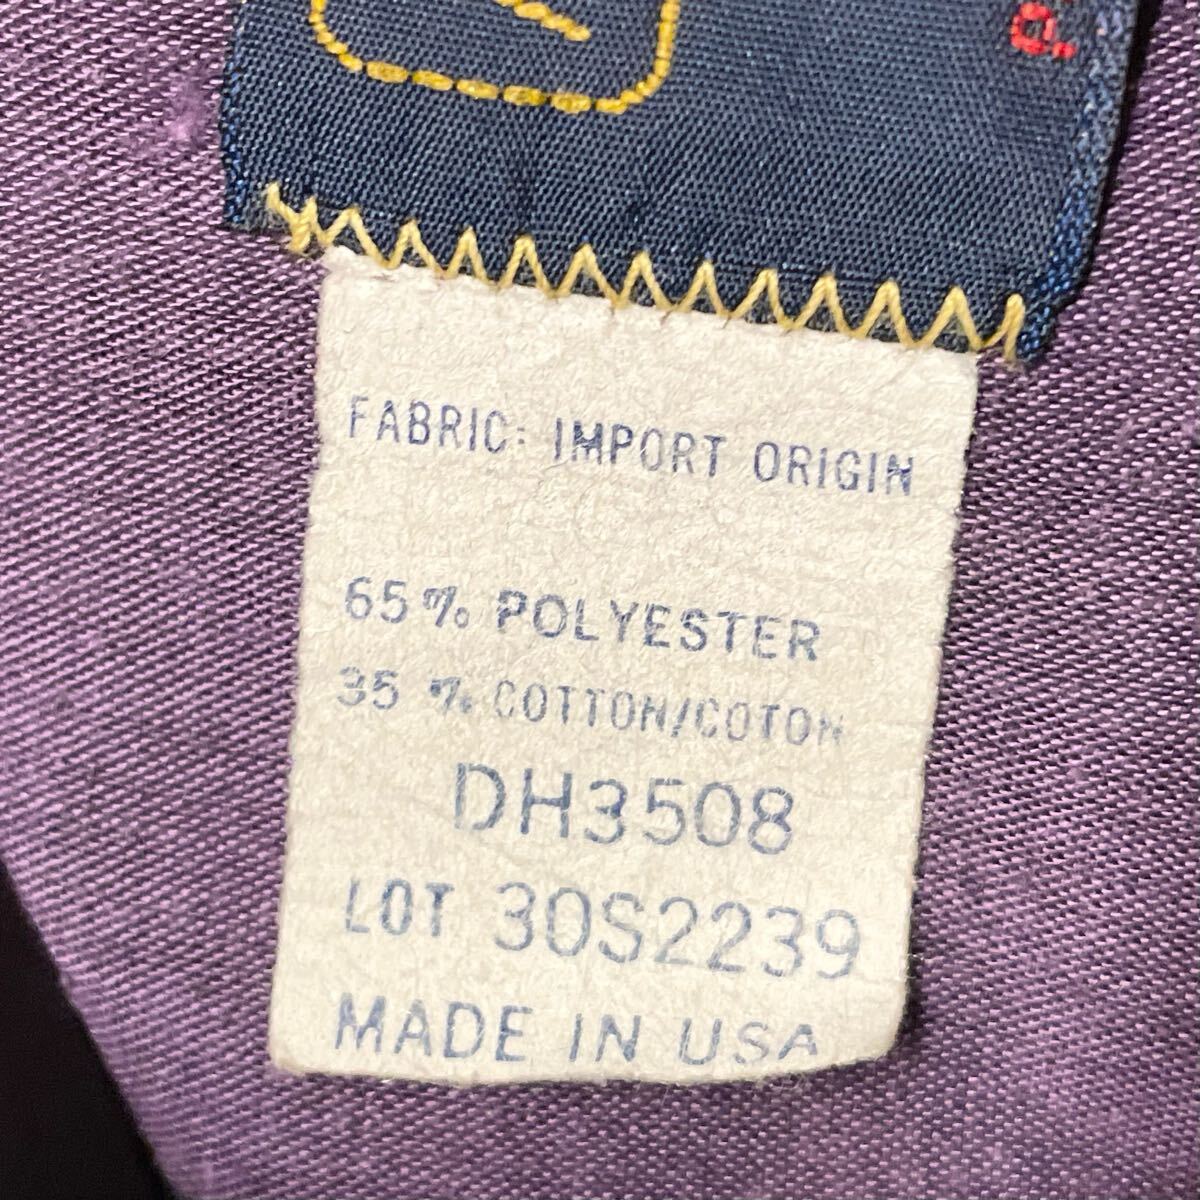 FABRIC: IMPORT ORIGIN
65% POLYESTER
35% COTTON/COTON
DH3508
LOT 30S2239
MADE IN USA